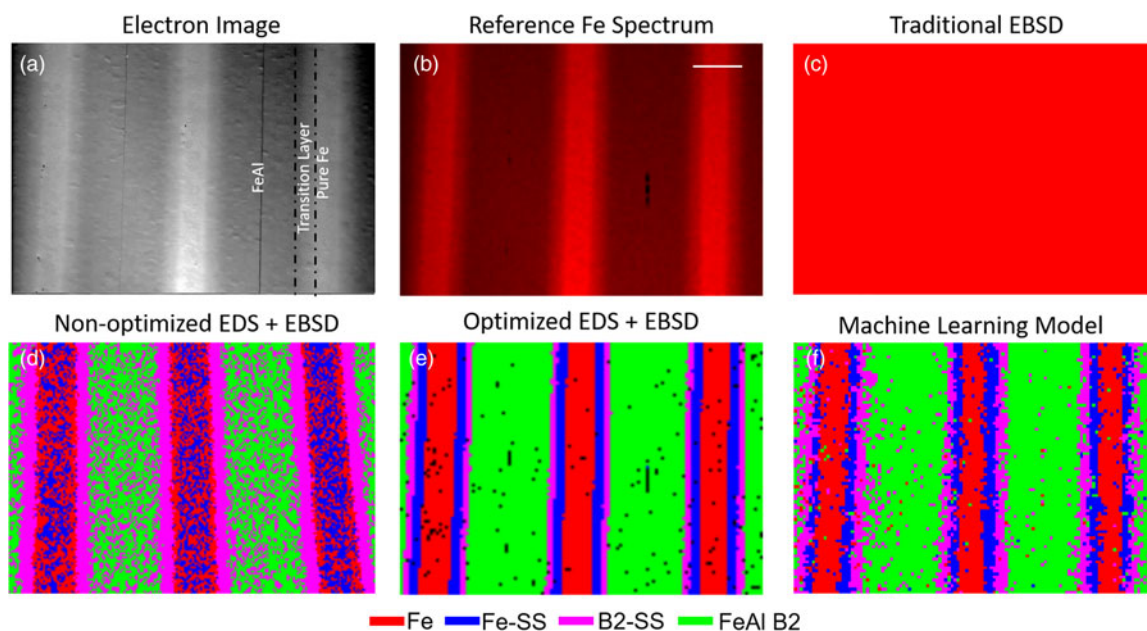 Electron Image
Reference Fe Spectrum
Traditional EBSD
(a)
(b)
(c)
FeAl
Transition Layer
Pure Fe
Non-optimized EDS + EBSD
Optimized EDS + EBSD
Machine Learning Model
(d)
(e)
(f)
Fe Fe-SS B2-SS FeAl B2